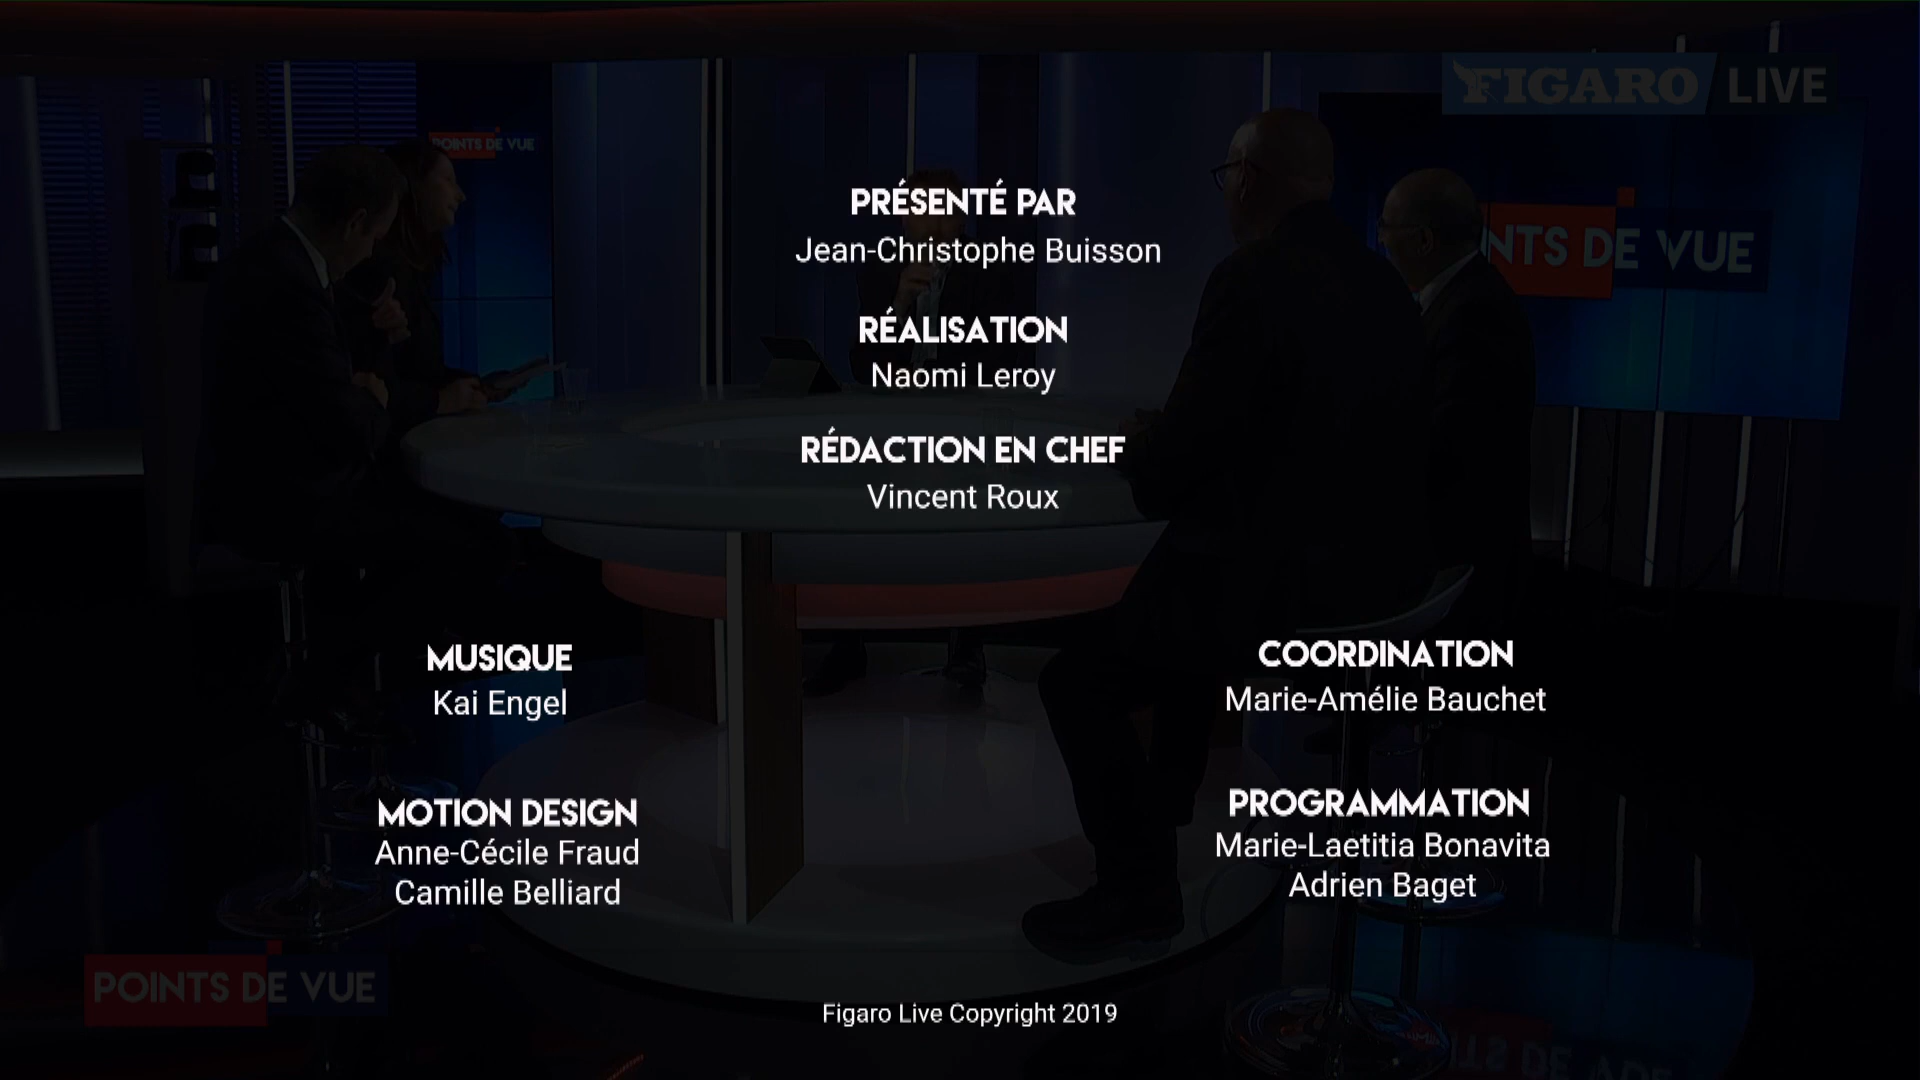 FIGARO LIVE
POINTS DE VUE
NTS DE VUE
PRÉSENTÉ PAR
Jean-Christophe Buisson
RÉALISATION
Naomi Leroy
RÉDACTION EN CHEF
Vincent Roux
MUSIQUE
Kai Engel
COORDINATION
Marie-Amélie Bauchet
MOTION DESIGN
Anne-Cécile Fraud
Camille Belliard
PROGRAMMATION
Marie-Laetitia Bonavita
Adrien Baget
POINTS DE VUE
Figaro Live Copyright 2019